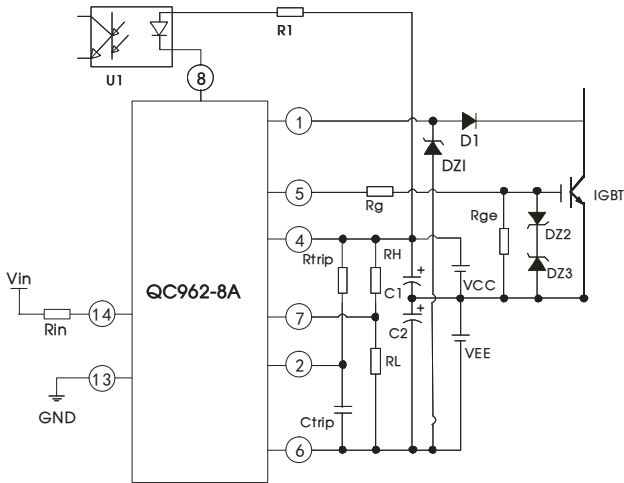 R1
U1
8
1
D1
DZ1
5
Rg
Rge
IGBT
DZ2
DZ3
4
Rtrip
RH
C1
+
VCC
QC962-8A
Vin
Rin
14
7
C2
+
VEE
2
RL
13
GND
Ctrip
6